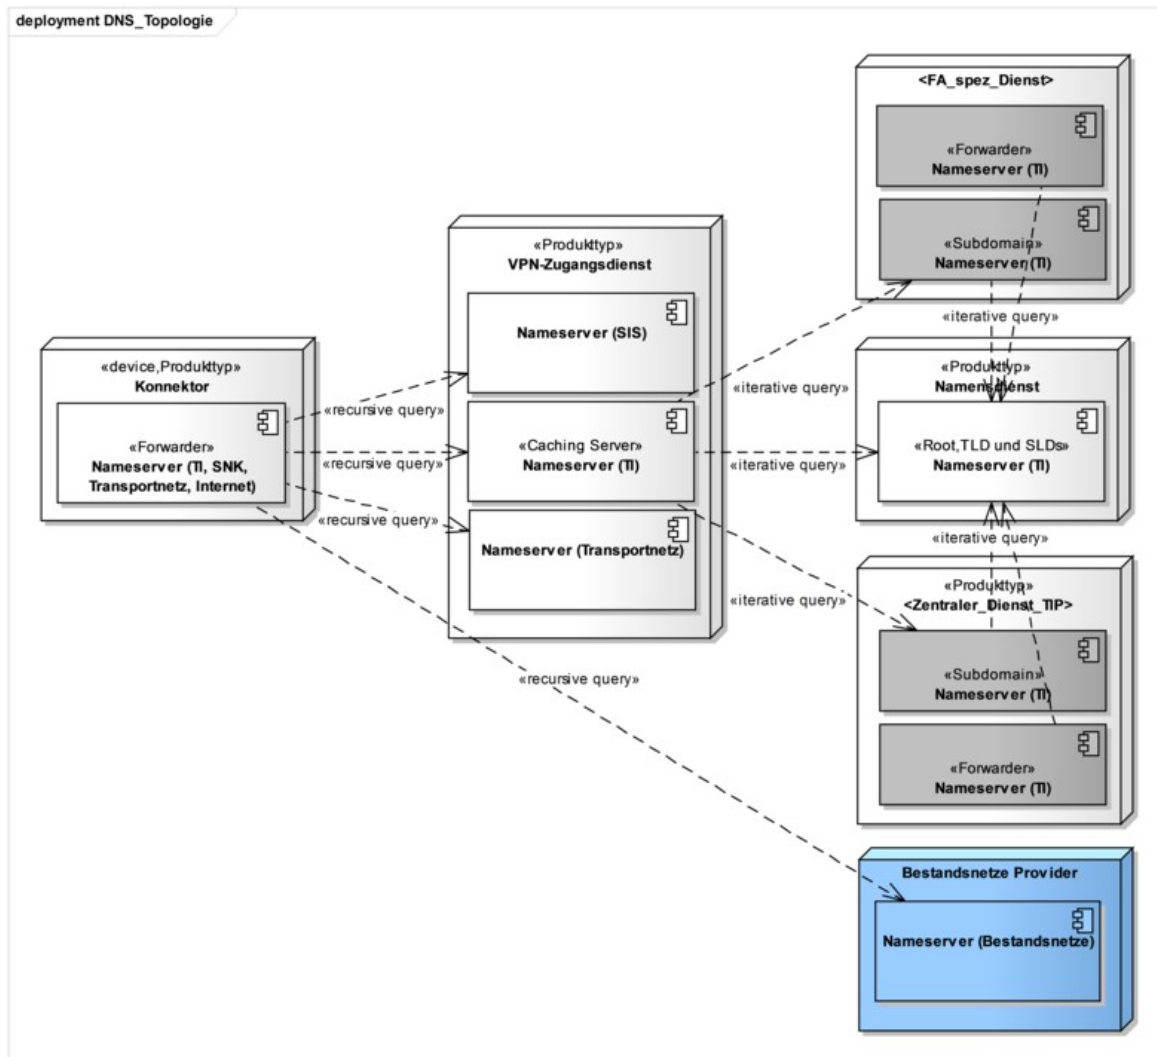 deployment DNS_Topologie
<FA_spez_Dienst>
«Forwarder»
Nameserver (TI)
«Subdomain»
Nameserver (TI)
«iterative query»
«Produkttyp»
VPN-Zugangsdienst
Nameserver (SIS)
«Caching Server»
Nameserver (TI)
Nameserver (Transportnetz)
«device,Produkttyp»
Konnektor
«Forwarder»
Nameserver (TI, SNK,
Transportnetz, Internet)
«recursive query»
«recursive query»
«recursive query»
«recursive query»
«iterative query»
«iterative query»
«iterative query»
«Produkttyp»
Namensdienst
«Root,TLD und SLDs»
Nameserver (TI)
«iterative query»
«Produkttyp»
<Zentraler_Dienst_TIP>
«Subdomain»
Nameserver (TI)
«Forwarder»
Nameserver (TI)
Bestandsnetze Provider
Nameserver (Bestandsnetze)